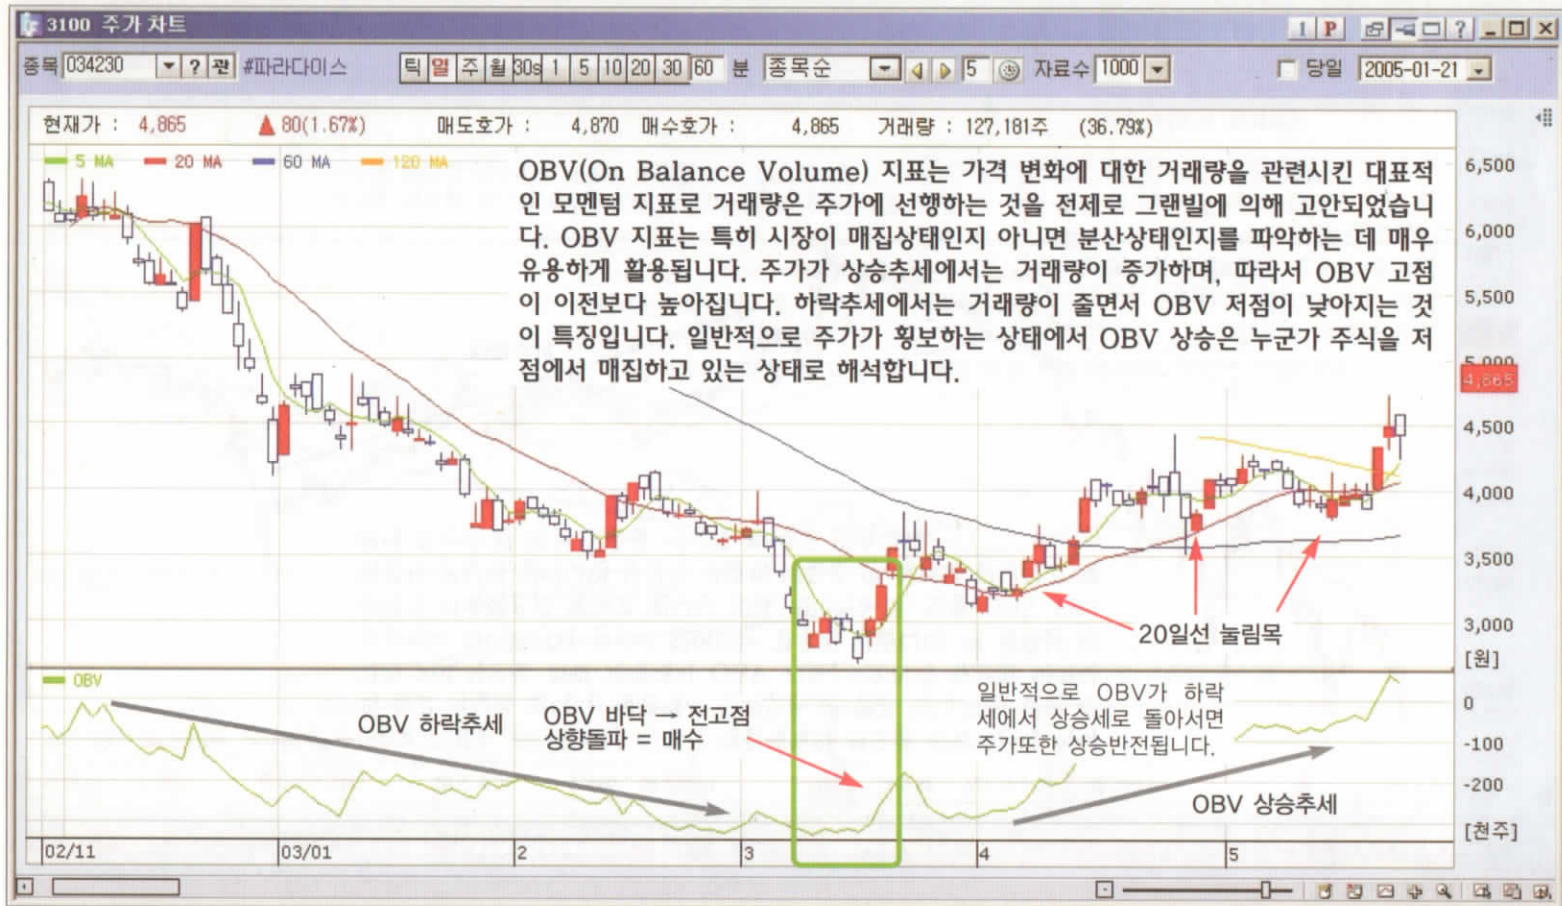 3100 주가 차트
1 P ?
종목 034230 ? 관 #파라다이스 틱 일 주 월 30s 1 5 10 20 30 60 분 종목순 5 자료수 1000 당일 2005-01-21
현재가 : 4,865 ▲ 80(1.67%) 매도호가 : 4,870 매수호가 : 4,865 거래량 : 127,181주 (36.79%)
5 MA 20 MA 60 MA 120 MA
OBV(On Balance Volume) 지표는 가격 변화에 대한 거래량을 관련시킨 대표적
인 모멘텀 지표로 거래량은 주가에 선행하는 것을 전제로 그랜빌에 의해 고안되었습니
다. OBV 지표는 특히 시장이 매집상태인지 아니면 분산상태인지를 파악하는 데 매우
유용하게 활용됩니다. 주가가 상승추세에서는 거래량이 증가하며, 따라서 OBV 고점
이 이전보다 높아집니다. 하락추세에서는 거래량이 줄면서 OBV 저점이 낮아지는 것
이 특징입니다. 일반적으로 주가가 횡보하는 상태에서 OBV 상승은 누군가 주식을 저
점에서 매집하고 있는 상태로 해석합니다.
6,500
6,000
5,500
5,000
4,865
4,500
4,000
3,500
3,000
[원]
20일선 눌림목
OBV
OBV 하락추세
OBV 바닥 → 전고점
상향돌파 = 매수
일반적으로 OBV가 하락
세에서 상승세로 돌아서면
주가또한 상승반전됩니다.
OBV 상승추세
0
-100
-200
[천주]
02/11 03/01 2 3 4 5